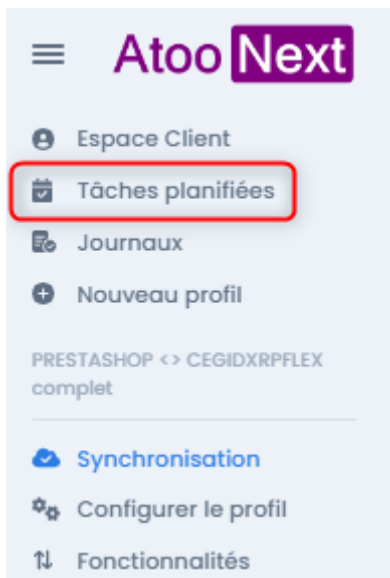 Atoo Next
Espace Client
Tâches planifiées
Journaux
Nouveau profil
PRESTASHOP <> CEGIDXRPFLEX
complet
Synchronisation
Configurer le profil
Fonctionnalités